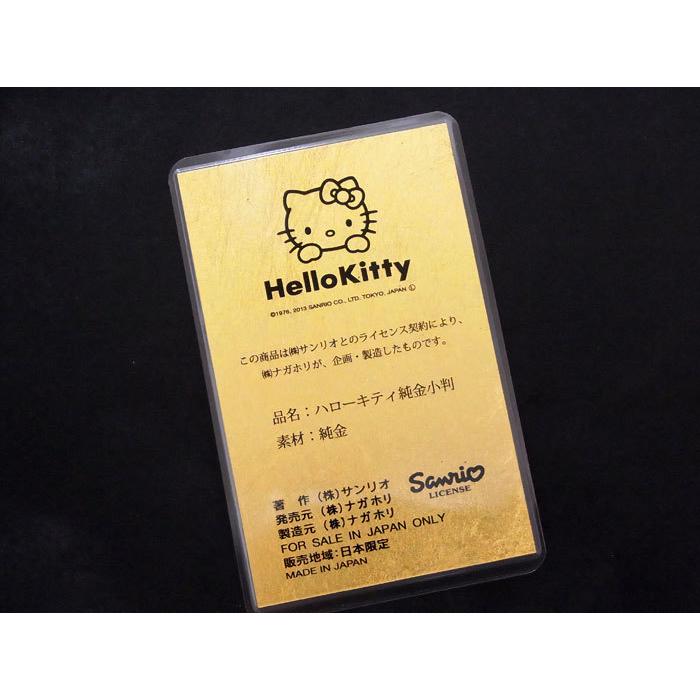 HelloKitty
©1976, 2013 SANRIO CO., LTD. TOKYO, JAPAN Ⓛ
この商品は㈱サンリオとのライセンス契約により、
㈱ナガホリが、企画・製造したものです。
品名：ハローキティ純金小判
素材：純金
Sanrio
LICENSE
著　作（株）サンリオ
発売元（株）ナガホリ
製造元（株）ナガホリ
FOR SALE IN JAPAN ONLY
販売地域：日本限定
MADE IN JAPAN